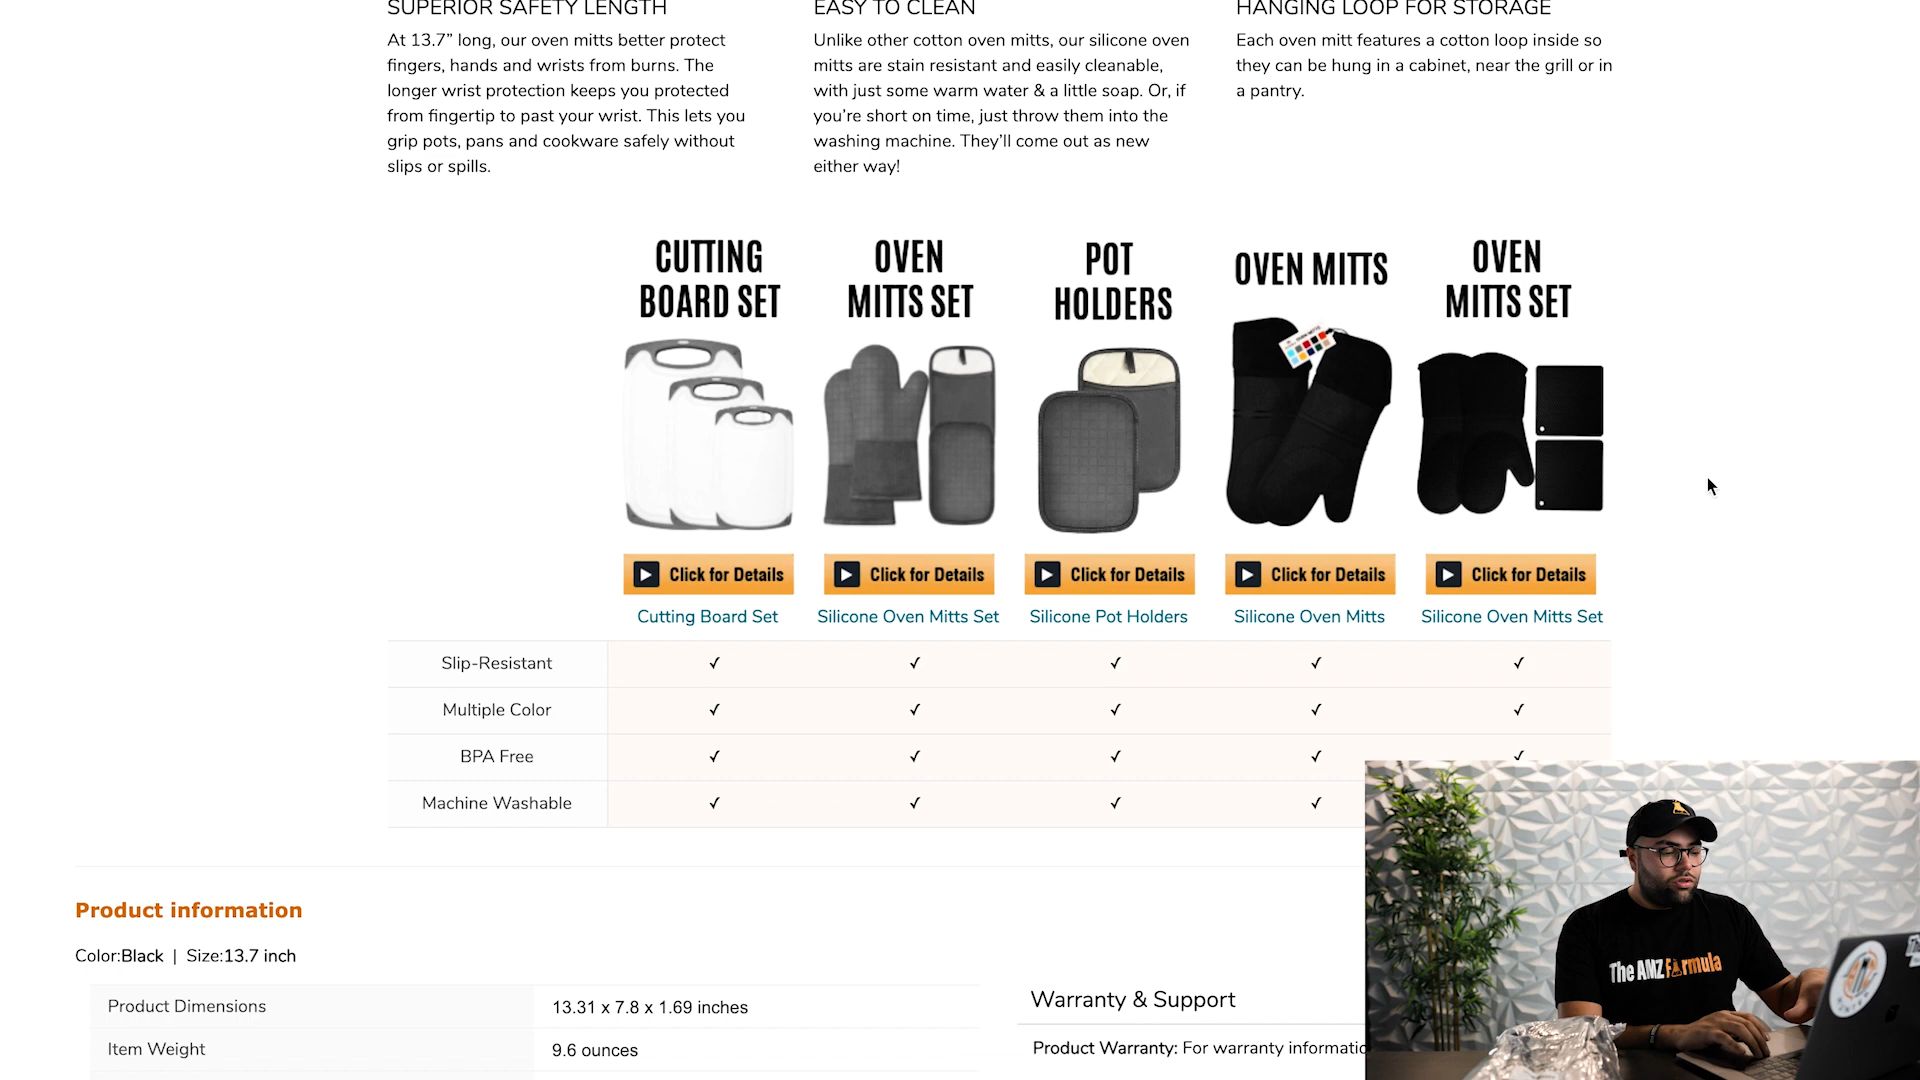 SUPERIOR SAFETY LENGTH
At 13.7” long, our oven mitts better protect
fingers, hands and wrists from burns. The
longer wrist protection keeps you protected
from fingertip to past your wrist. This lets you
grip pots, pans and cookware safely without
slips or spills.
EASY TO CLEAN
Unlike other cotton oven mitts, our silicone oven
mitts are stain resistant and easily cleanable,
with just some warm water & a little soap. Or, if
you’re short on time, just throw them into the
washing machine. They’ll come out as new
either way!
HANGING LOOP FOR STORAGE
Each oven mitt features a cotton loop inside so
they can be hung in a cabinet, near the grill or in
a pantry.
CUTTING
BOARD SET
OVEN
MITTS SET
POT
HOLDERS
OVEN MITTS
OVEN
MITTS SET
OVEN MITTS
Click for Details
Click for Details
Click for Details
Click for Details
Click for Details
Cutting Board Set
Silicone Oven Mitts Set
Silicone Pot Holders
Silicone Oven Mitts
Silicone Oven Mitts Set
Slip-Resistant ✓ ✓ ✓ ✓ ✓
Multiple Color ✓ ✓ ✓ ✓ ✓
BPA Free ✓ ✓ ✓ ✓ ✓
Machine Washable ✓ ✓ ✓ ✓
Product information
Color:Black | Size:13.7 inch
Product Dimensions 13.31 x 7.8 x 1.69 inches
Item Weight 9.6 ounces
Warranty & Support
Product Warranty: For warranty informatio
The AMZ Formula